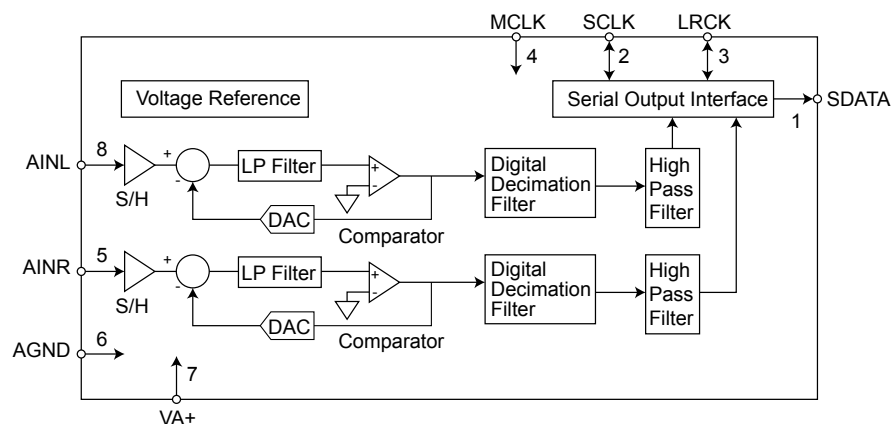 MCLK SCLK LRCK
4 2 3
Voltage Reference
Serial Output Interface
SDATA
1
AINL
8
S/H
+
-
LP Filter
+
-
DAC
Comparator
Digital
Decimation
Filter
High
Pass
Filter
AINR
5
S/H
+
-
LP Filter
+
-
DAC
Comparator
Digital
Decimation
Filter
High
Pass
Filter
AGND
6
7
VA+